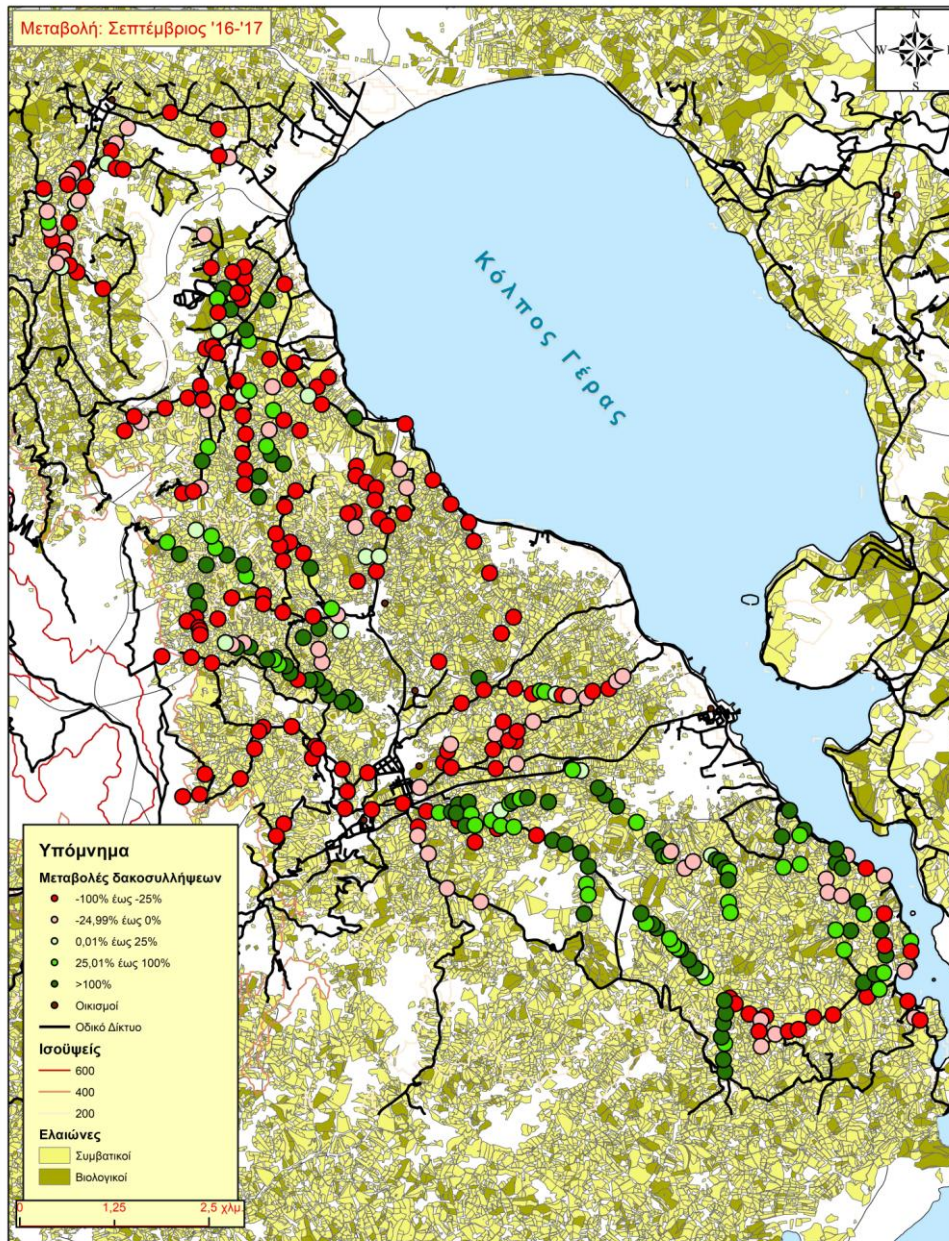 Μεταβολή: Σεπτέμβριος '16-'17
N
W
S
Κόλπος Γέρας
Υπόμνημα
Μεταβολές δακοσυλλήψεων
-100% έως -25%
-24,99% έως 0%
0,01% έως 25%
25,01% έως 100%
>100%
Οικισμοί
Οδικό Δίκτυο
Ισοϋψείς
600
400
200
Ελαιώνες
Συμβατικοί
Βιολογικοί
0 1,25 2,5 χλμ.